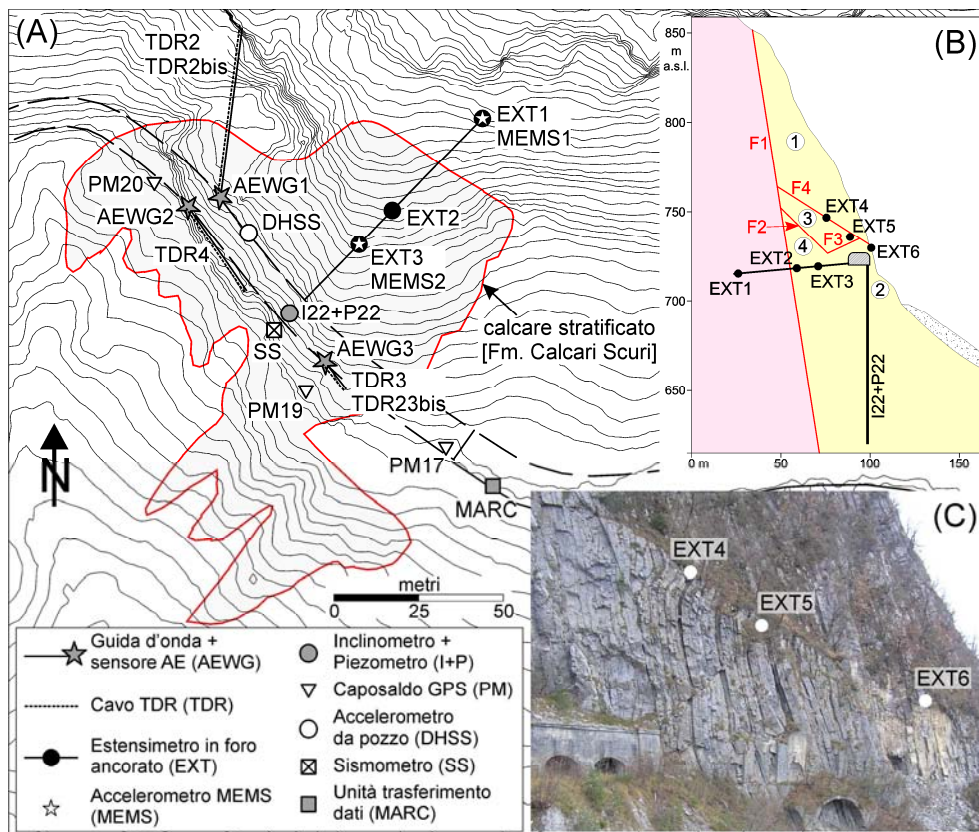 (A)
TDR2
TDR2bis
EXT1
MEMS1
PM20
AEWG1
AEWG2
DHSS
EXT2
TDR4
EXT3
MEMS2
I22+P22
SS
AEWG3
calcare stratificato
[Fm. Calcari Scuri]
TDR3
TDR23bis
PM19
N
PM17
MARC
metri
0
25
50
Guida d'onda +
sensore AE (AEWG)
Cavo TDR (TDR)
Estensimetro in foro
ancorato (EXT)
Accelerometro MEMS
(MEMS)
Inclinometro +
Piezometro (I+P)
Caposaldo GPS (PM)
Accelerometro
da pozzo (DHSS)
Sismometro (SS)
Unità trasferimento
dati (MARC)
(B)
850
m
a.s.l.
800
750
700
650
0 m
50
100
150
F1
1
F4
EXT4
3
F2
EXT5
F3
4
EXT6
EXT2
EXT1
EXT3
2
I22+P22
(C)
EXT4
EXT5
EXT6